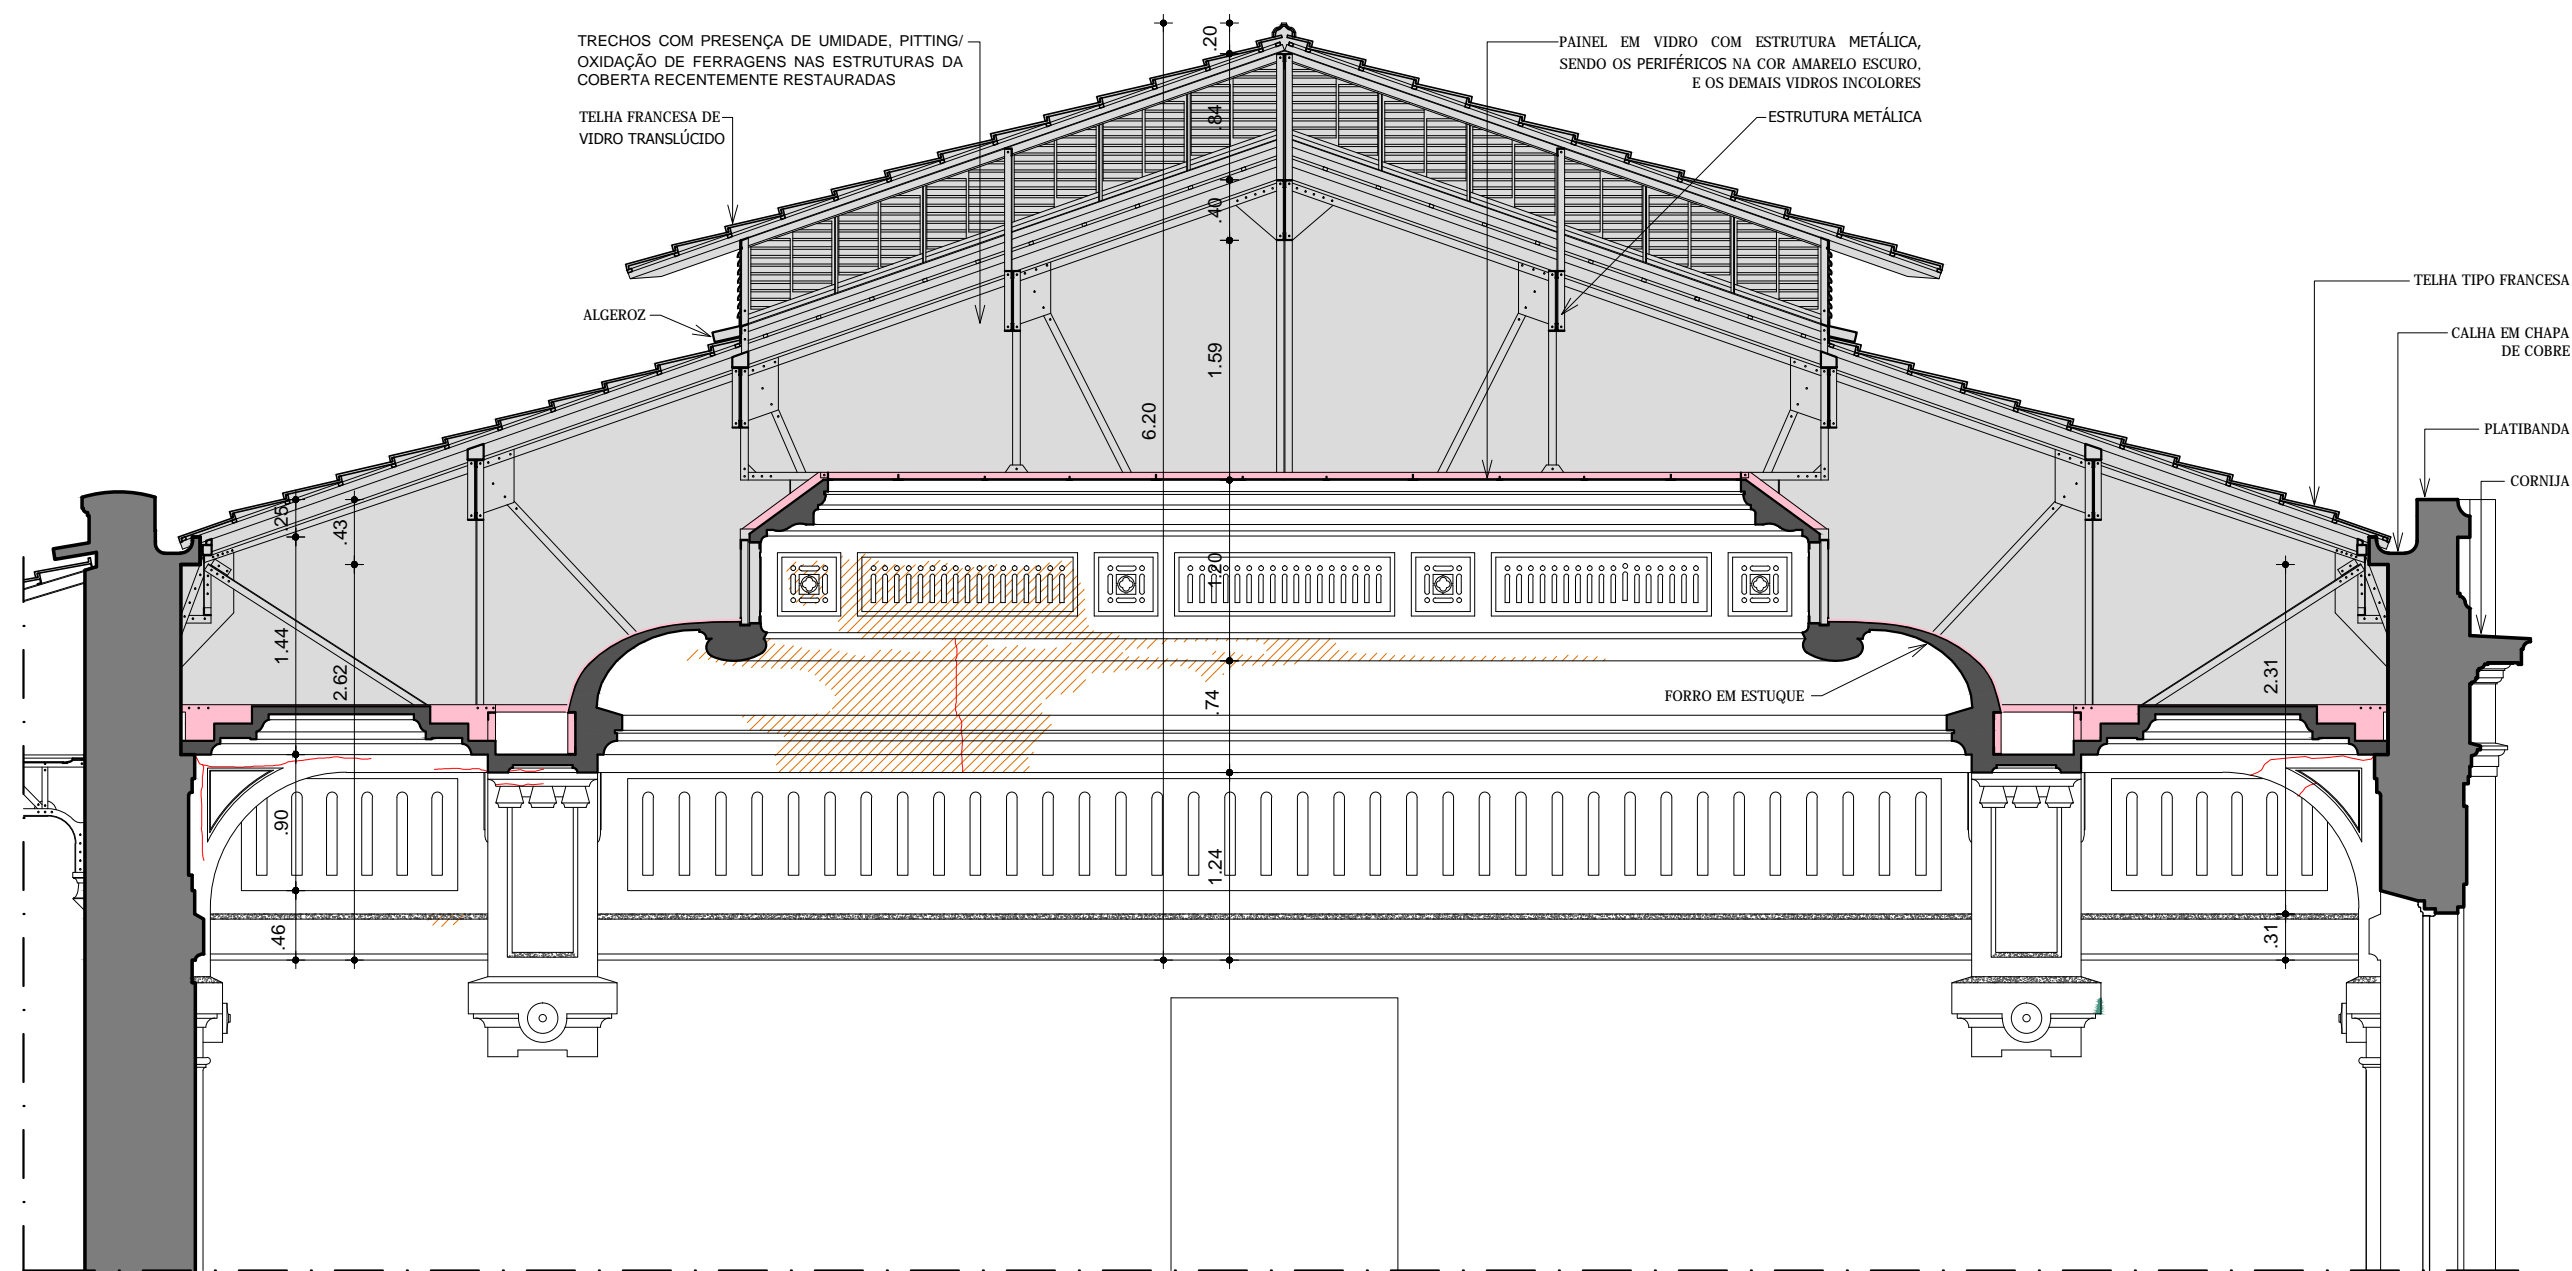 TRECHOS COM PRESENÇA DE UMIDADE, PITTING/
OXIDAÇÃO DE FERRAGENS NAS ESTRUTURAS DA
COBERTA RECENTEMENTE RESTAURADAS
TELHA FRANCESA DE
VIDRO TRANSLÚCIDO
ALGEROZ
PAINEL EM VIDRO COM ESTRUTURA METÁLICA,
SENDO OS PERIFÉRICOS NA COR AMARELO ESCURO,
E OS DEMAIS VIDROS INCOLORES
ESTRUTURA METÁLICA
TELHA TIPO FRANCESA
CALHA EM CHAPA
DE COBRE
PLATIBANDA
CORNIJA
FORRO EM ESTUQUE
.20
.84
.40
1.59
6.20
1.20
.74
1.24
.25
.43
1.44
2.62
.90
.46
2.31
.31